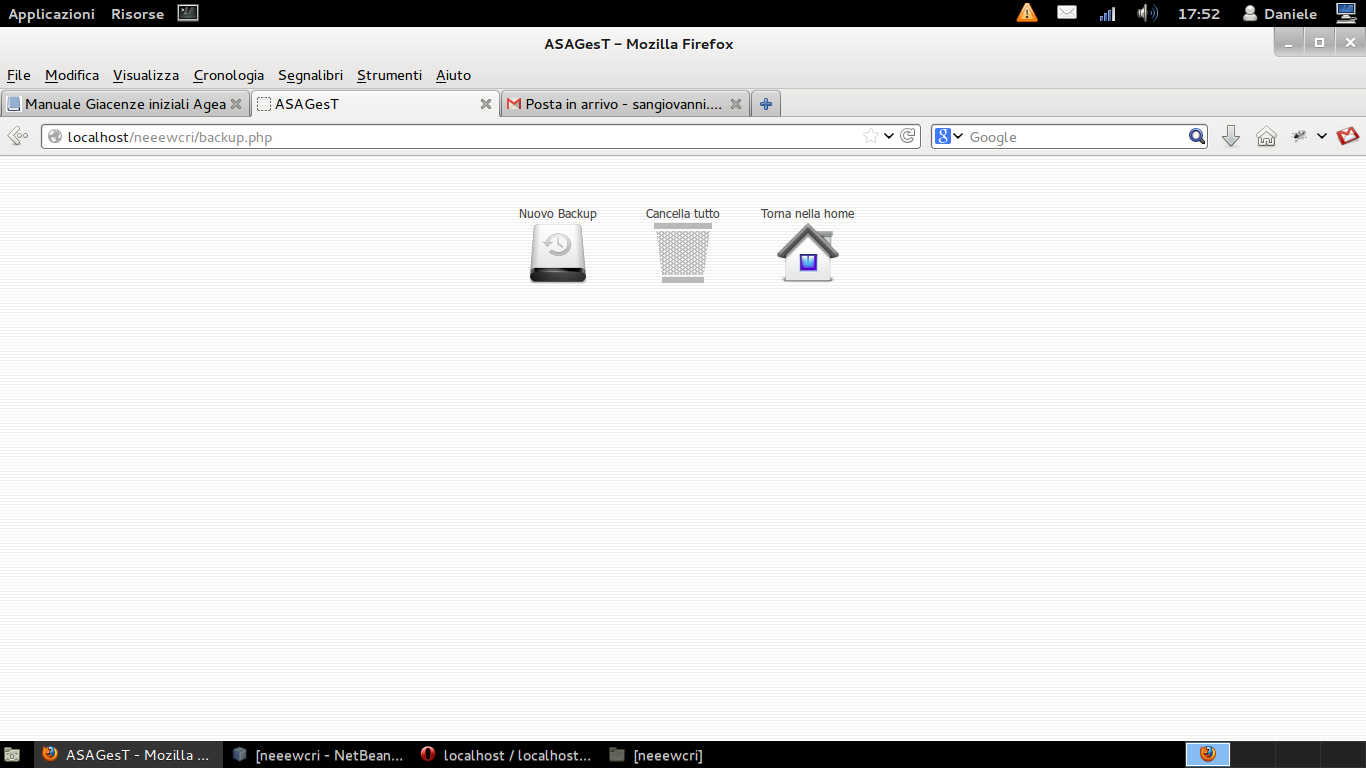 Applicazioni Risorse 17:52 Daniele
ASAGesT - Mozilla Firefox
File Modifica Visualizza Cronologia Segnalibri Strumenti Aiuto
Manuale Giacenze iniziali Agea ASAGesT Posta in arrivo - sangiovanni....
localhost/neeewcri/backup.php Google
Nuovo Backup Cancella tutto Torna nella home
ASAGesT - Mozilla ... [neeewcri - NetBean... localhost / localhost... [neeewcri]